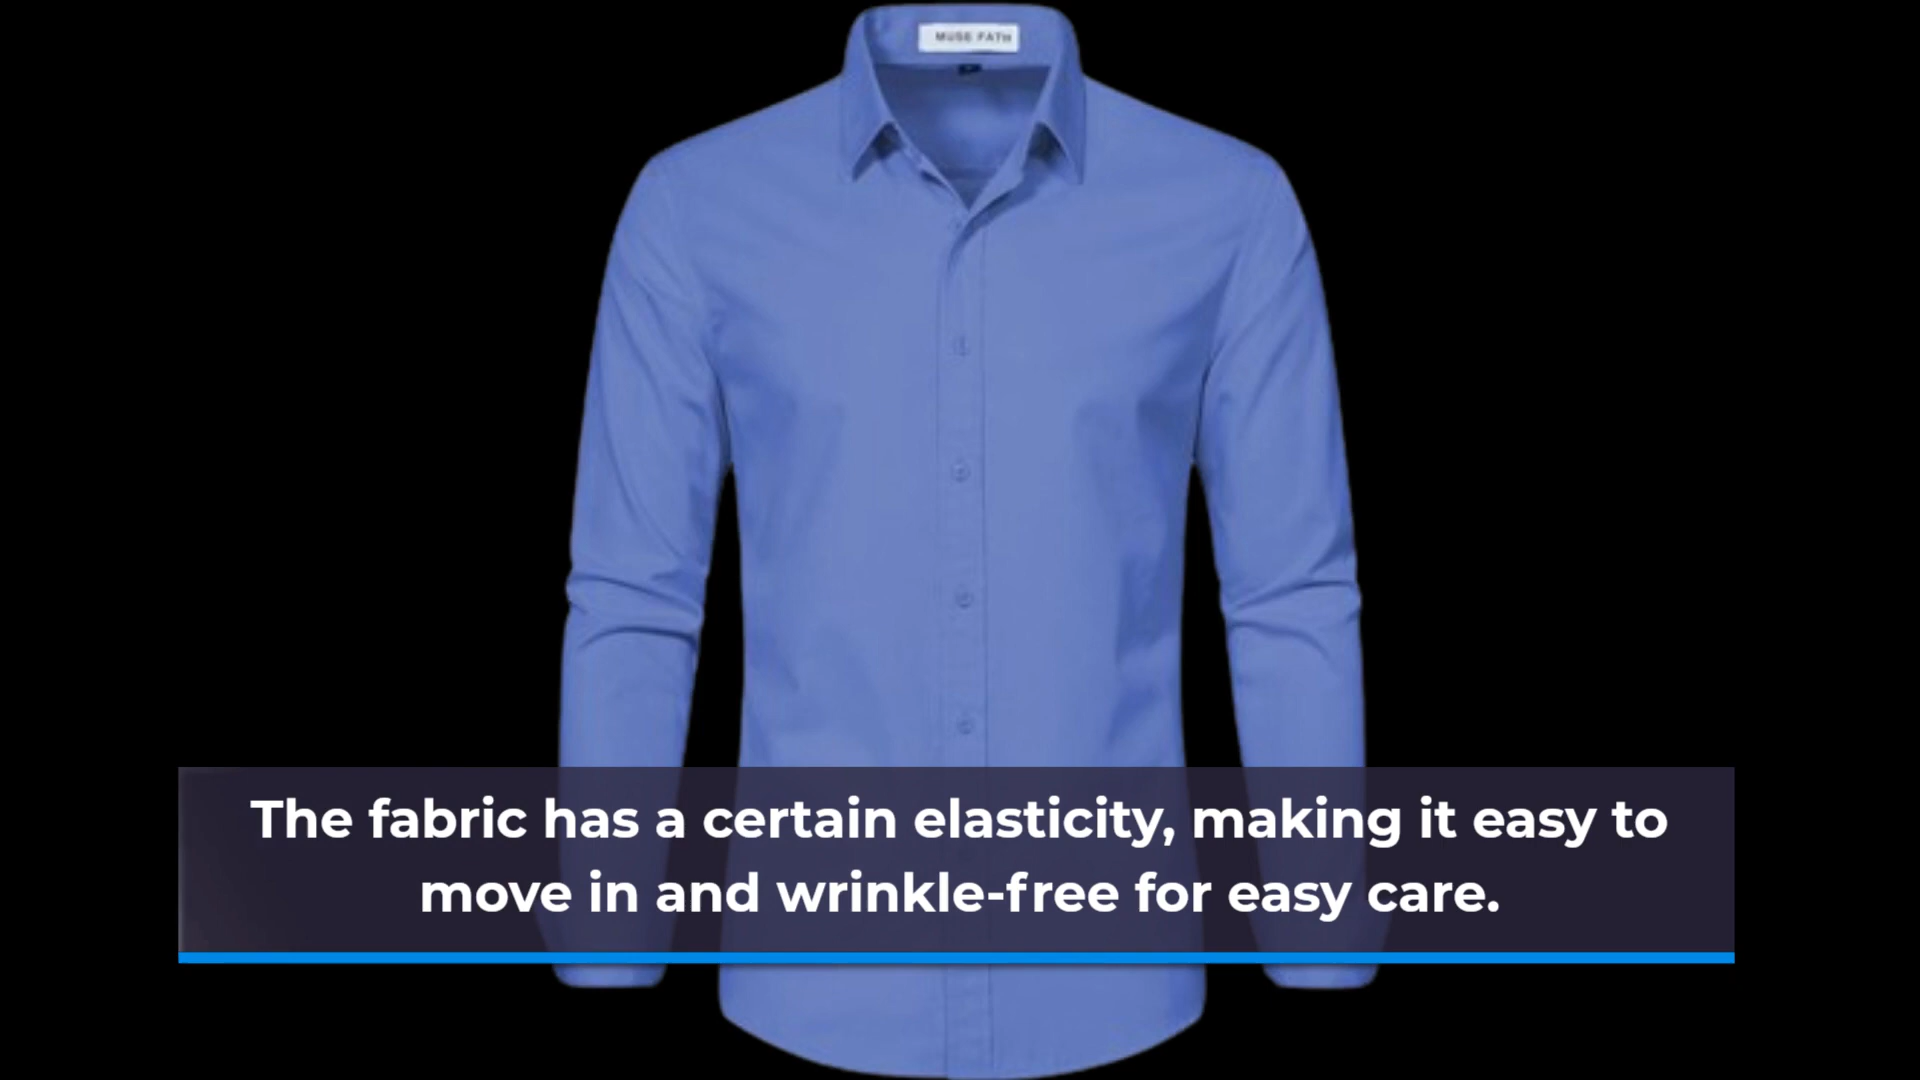 MUSE FATH
The fabric has a certain elasticity, making it easy to
move in and wrinkle-free for easy care.